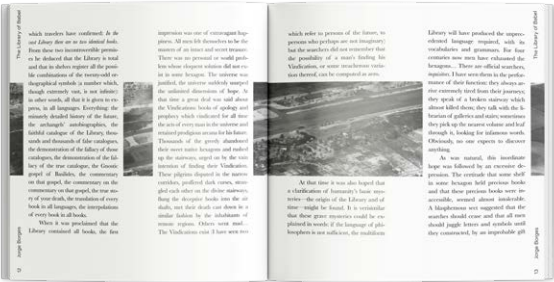 The Library of Babel
which travelers have confirmed: In the
vast Library there are no two identical books.
From these two incontrovertible premis-
es he deduced that the Library is total
and that its shelves register all the possi-
ble combinations of the twenty-odd or-
thographical symbols (a number which,
though extremely vast, is not infinite):
in other words, all that it is given to ex-
press, in all languages. Everything: the
minutely detailed history of the future,
the archangels' autobiographies, the
faithful catalogue of the Library, thou-
sands and thousands of false catalogues,
the demonstration of the fallacy of those
catalogues, the demonstration of the fal-
lacy of the true catalogue, the Gnostic
gospel of Basilides, the commentary
on that gospel, the commentary on the
commentary on that gospel, the true sto-
ry of your death, the translation of every
book in all languages, the interpolations
of every book in all books.
When it was proclaimed that the
Library contained all books, the first
Jorge Borges
12
impression was one of extravagant hap-
piness. All men felt themselves to be the
masters of an intact and secret treasure.
There was no personal or world prob-
lem whose eloquent solution did not ex-
ist in some hexagon. The universe was
justified, the universe suddenly usurped
the unlimited dimensions of hope. At
that time a great deal was said about
the Vindications: books of apology and
prophecy which vindicated for all time
the acts of every man in the universe and
retained prodigious arcana for his future.
Thousands of the greedy abandoned
their sweet native hexagons and rushed
up the stairways, urged on by the vain
intention of finding their Vindication.
These pilgrims disputed in the narrow
corridors, proffered dark curses, stran-
gled each other on the divine stairways,
flung the deceptive books into the air
shafts, met their death cast down in a
similar fashion by the inhabitants of
remote regions. Others went mad...
The Vindications exist (I have seen two
which refer to persons of the future, to
persons who perhaps are not imaginary)
but the searchers did not remember that
the possibility of a man's finding his
Vindication, or some treacherous varia-
tion thereof, can be computed as zero.
At that time it was also hoped that
a clarification of humanity's basic mys-
teries—the origin of the Library and of
time—might be found. It is verisimilar
that these grave mysteries could be ex-
plained in words: if the language of phi-
losophers is not sufficient, the multiform
Library will have produced the unprec-
edented language required, with its
vocabularies and grammars. For four
centuries now men have exhausted the
hexagons... There are official searchers,
inquisitors. I have seen them in the perfor-
mance of their function: they always ar-
rive extremely tired from their journeys;
they speak of a broken stairway which
almost killed them; they talk with the li-
brarian of galleries and stairs; sometimes
they pick up the nearest volume and leaf
through it, looking for infamous words.
Obviously, no one expects to discover
anything.
As was natural, this inordinate
hope was followed by an excessive de-
pression. The certitude that some shelf
in some hexagon held precious books
and that these precious books were in-
accessible, seemed almost intolerable.
A blasphemous sect suggested that the
searches should cease and that all men
should juggle letters and symbols until
they constructed, by an improbable gift
The Library of Babel
Jorge Borges
13